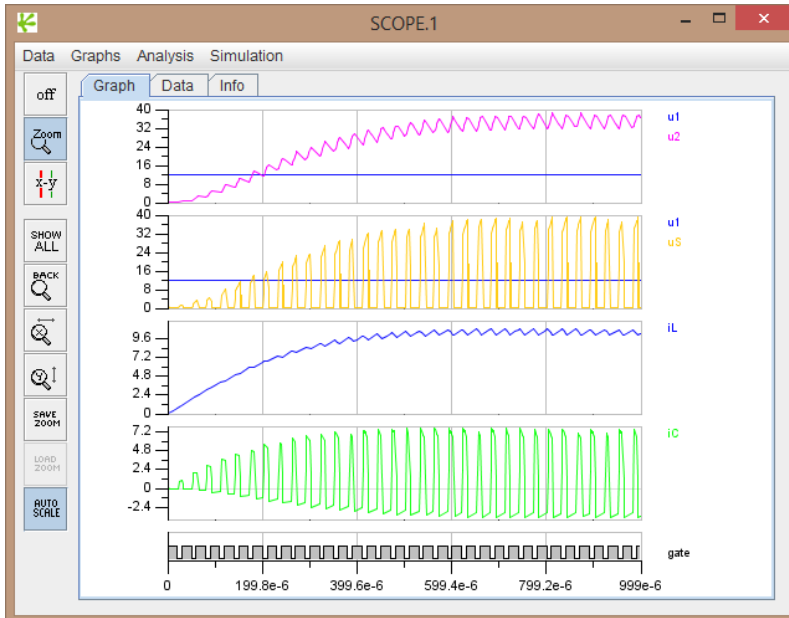 SCOPE.1
Data Graphs Analysis Simulation
off
Zoom
x-y
SHOW
ALL
BACK
SAVE
ZOOM
LOAD
ZOOM
AUTO
SCALE
Graph Data Info
40
32
24
16
8
0
u1
u2
40
32
24
16
8
0
u1
uS
9.6
7.2
4.8
2.4
0
iL
7.2
4.8
2.4
0
-2.4
iC
gate
0 199.8e-6 399.6e-6 599.4e-6 799.2e-6 999e-6